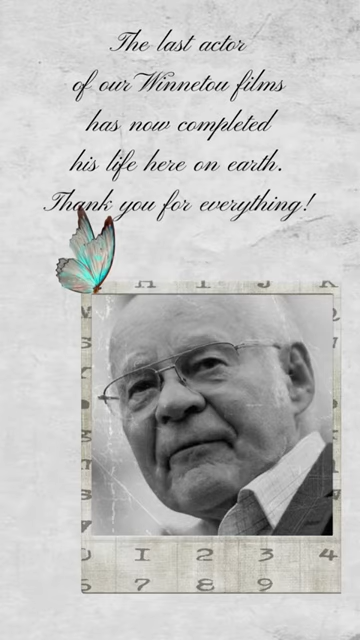 The last actor
of our Winnetou films
has now completed
his life here on earth.
Thank you for everything!
H I J K
U I 2 3 4
6 7 8 9